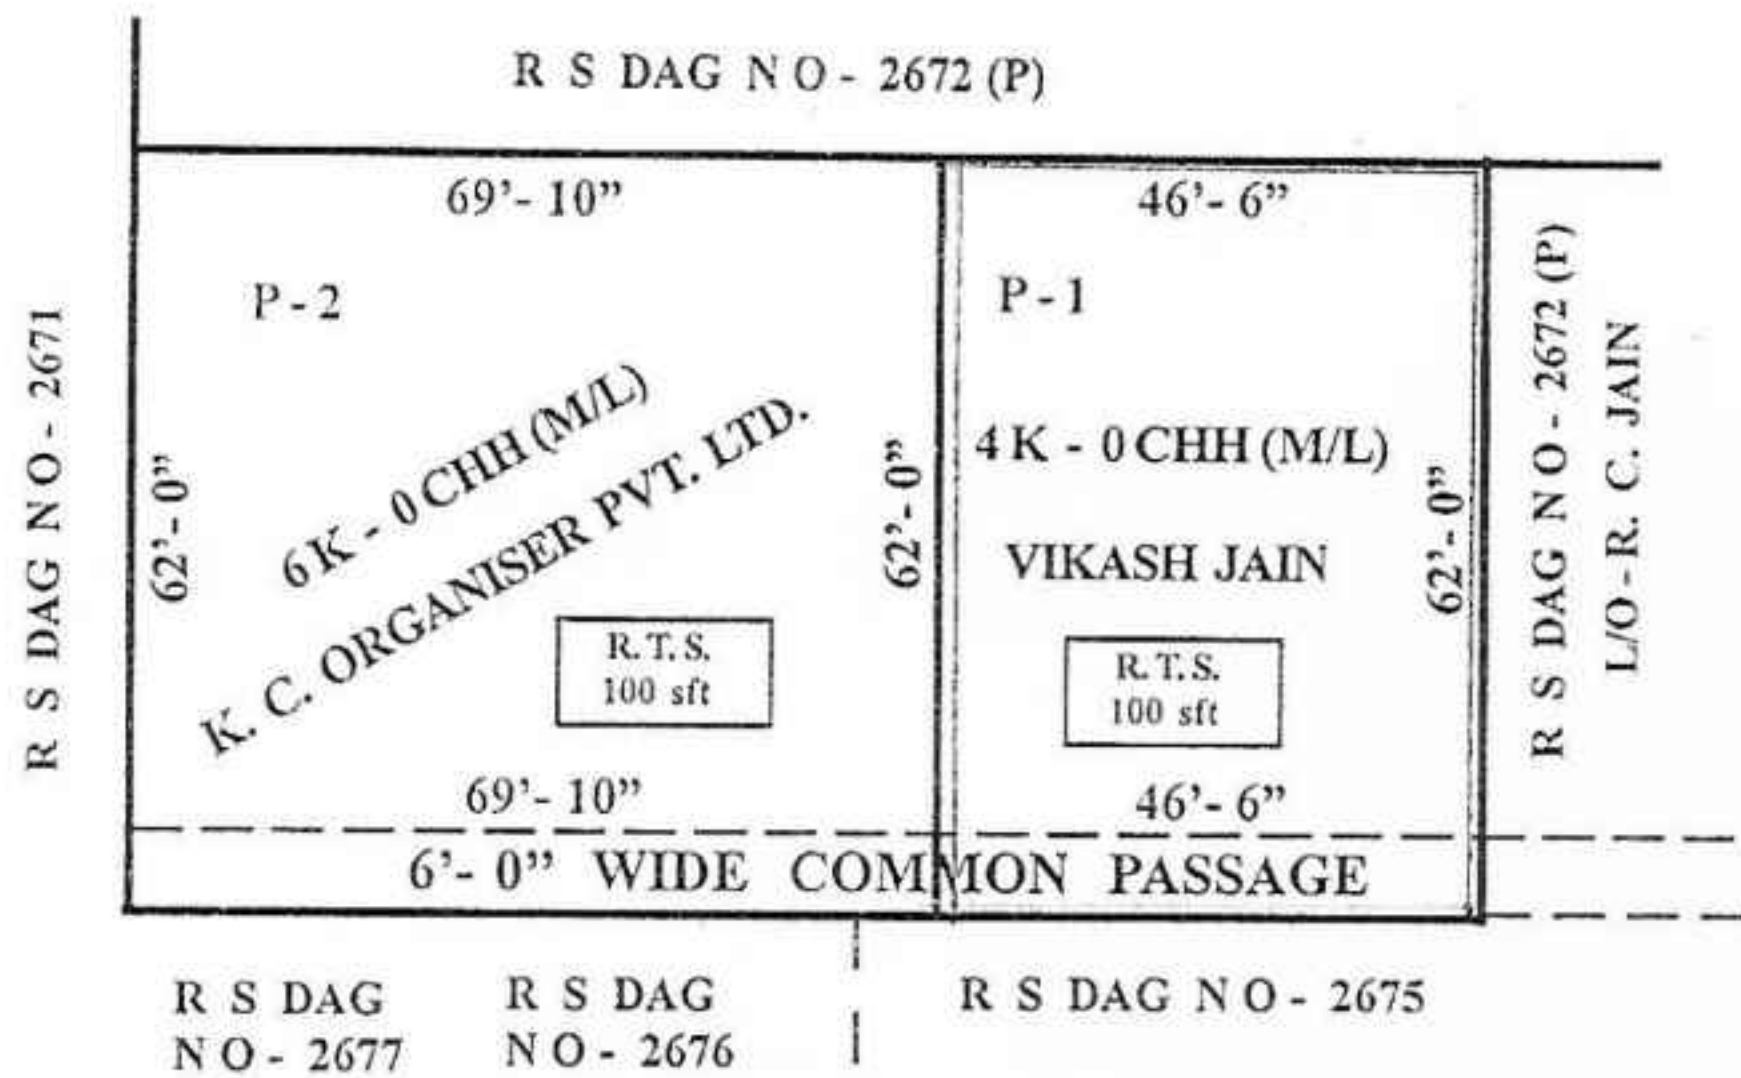 R S DAG N O - 2672 (P)
69’- 10”
46’- 6”
P - 2
P - 1
R S DAG N O - 2671
62’- 0”
6 K - 0 CHH (M/L)
K. C. ORGANISER PVT. LTD.
62’- 0”
4 K - 0 CHH (M/L)
VIKASH JAIN
62’- 0”
R S DAG N O - 2672 (P)
L/O - R. C. JAIN
R. T. S.
100 sft
R. T. S.
100 sft
69’- 10”
46’- 6”
6’- 0” WIDE COMMON PASSAGE
R S DAG
N O - 2677
R S DAG
N O - 2676
R S DAG N O - 2675